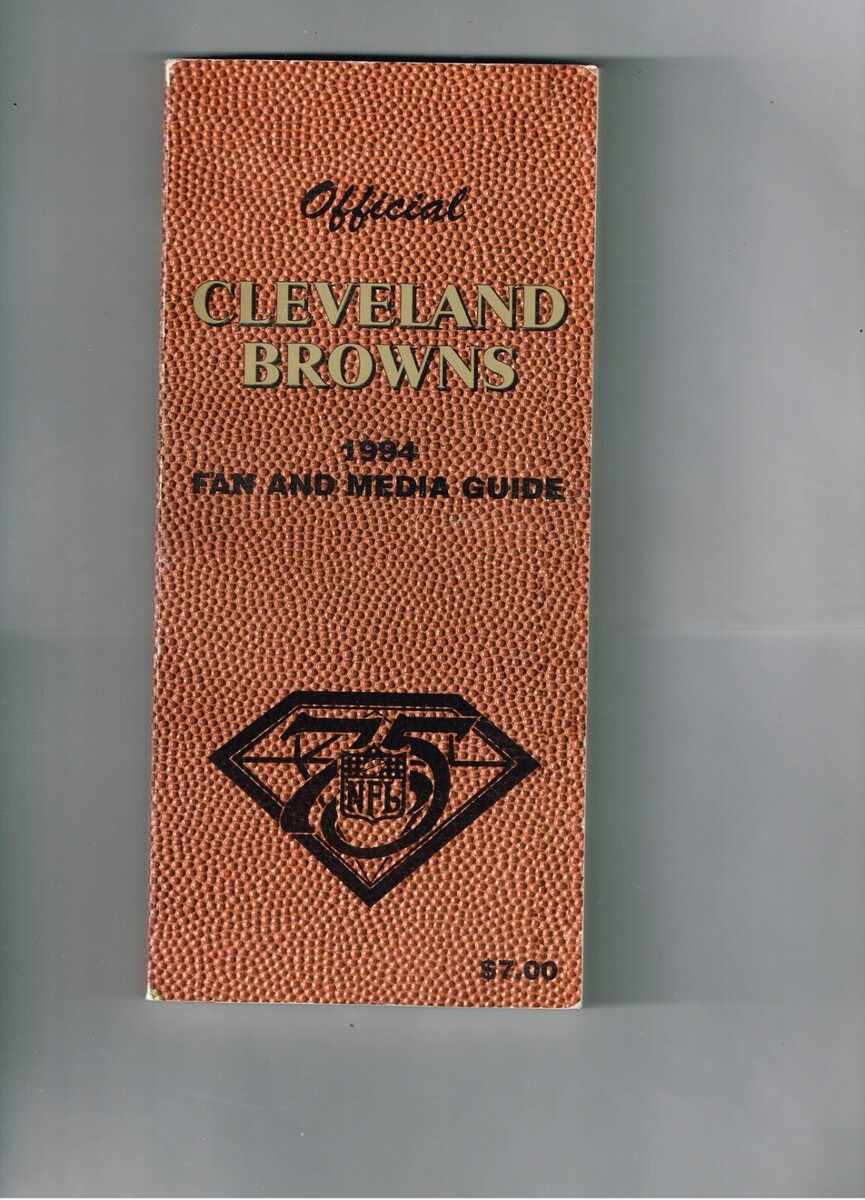 Official
CLEVELAND
BROWNS
1994
FAN AND MEDIA GUIDE
75
NFL
$7.00